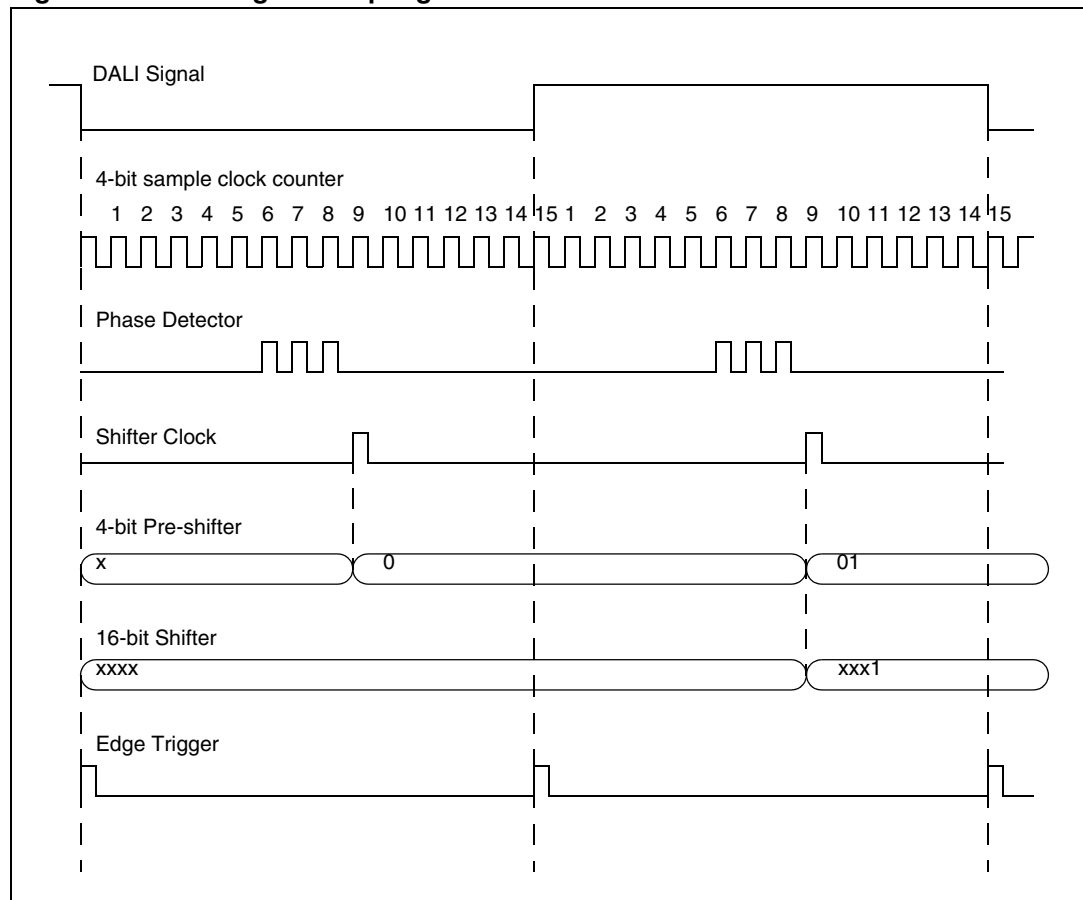 DALI Signal
4-bit sample clock counter
1 2 3 4 5 6 7 8 9 10 11 12 13 14 15 1 2 3 4 5 6 7 8 9 10 11 12 13 14 15
Phase Detector
Shifter Clock
4-bit Pre-shifter
x 0 01
16-bit Shifter
xxxx xxx1
Edge Trigger